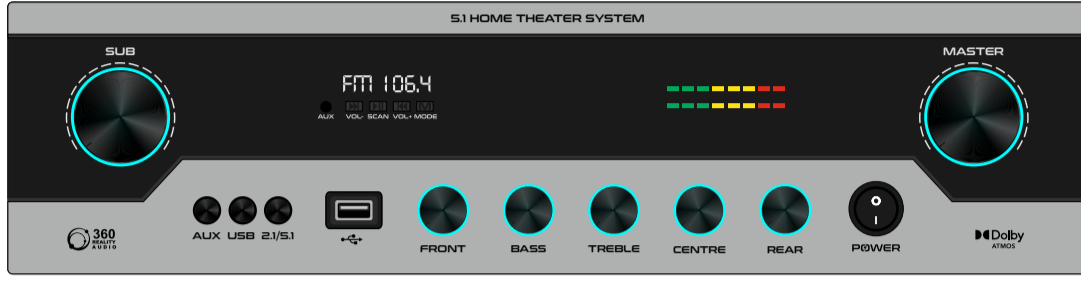 5.1 HOME THEATER SYSTEM
SUB
MASTER
FM 106.4
AUX VOL- SCAN VOL+ MODE
AUX USB 2.1/5.1
FRONT BASS TREBLE CENTRE REAR POWER
360
REALITY
AUDIO
Dolby
ATMOS